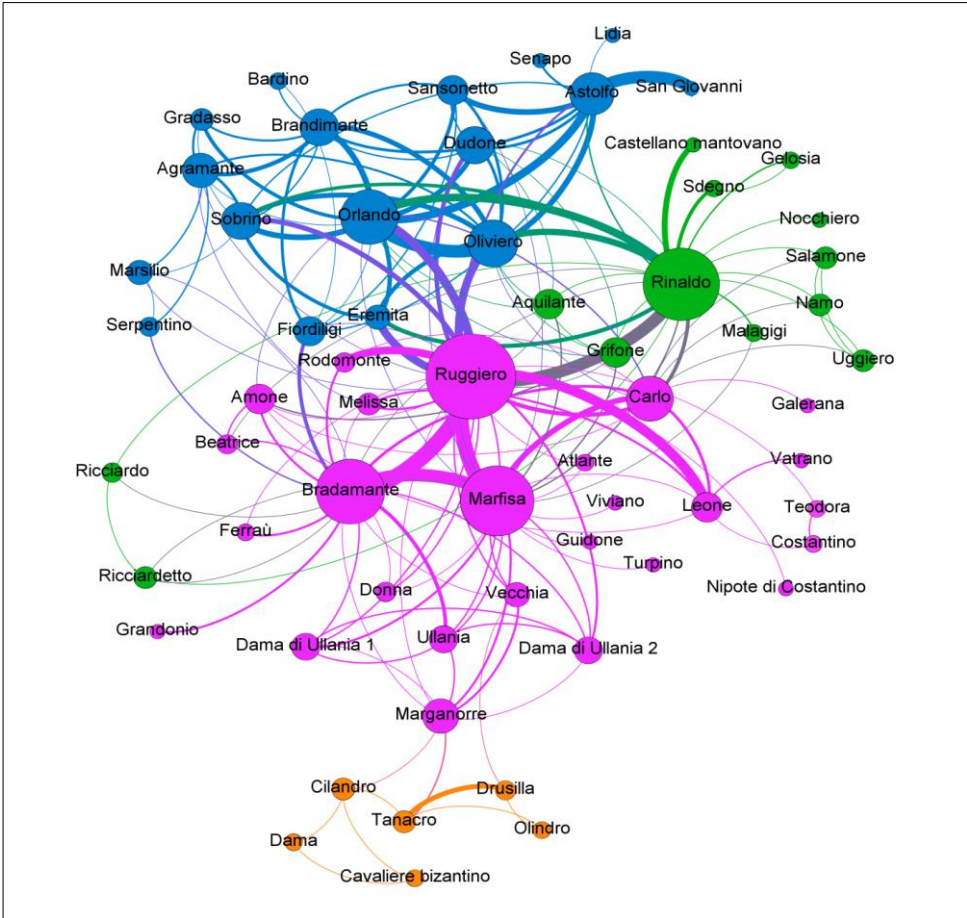 Lidia
Senapo
Bardino
Sansonetto
Astolfo
San Giovanni
Gradasso
Brandimarte
Dudone
Castellano mantovano
Gelosia
Agramante
Sdegno
Sobrino
Orlando
Nocchiero
Oliviero
Salamone
Marsilio
Rinaldo
Aquilante
Namo
Serpentino
Eremita
Fiordiligi
Malagigi
Grifone
Uggiero
Rodomonte
Ruggiero
Amone
Melissa
Carlo
Galerana
Beatrice
Ricciardo
Atlante
Vatrano
Bradamante
Marfisa
Viviano
Leone
Teodora
Ferraù
Guidone
Costantino
Turpino
Ricciardetto
Donna
Vecchia
Nipote di Costantino
Grandonio
Dama di Ullania 1
Ullania
Dama di Ullania 2
Marganorre
Cilandro
Drusilla
Tanacro
Olindro
Dama
Cavaliere bizantino